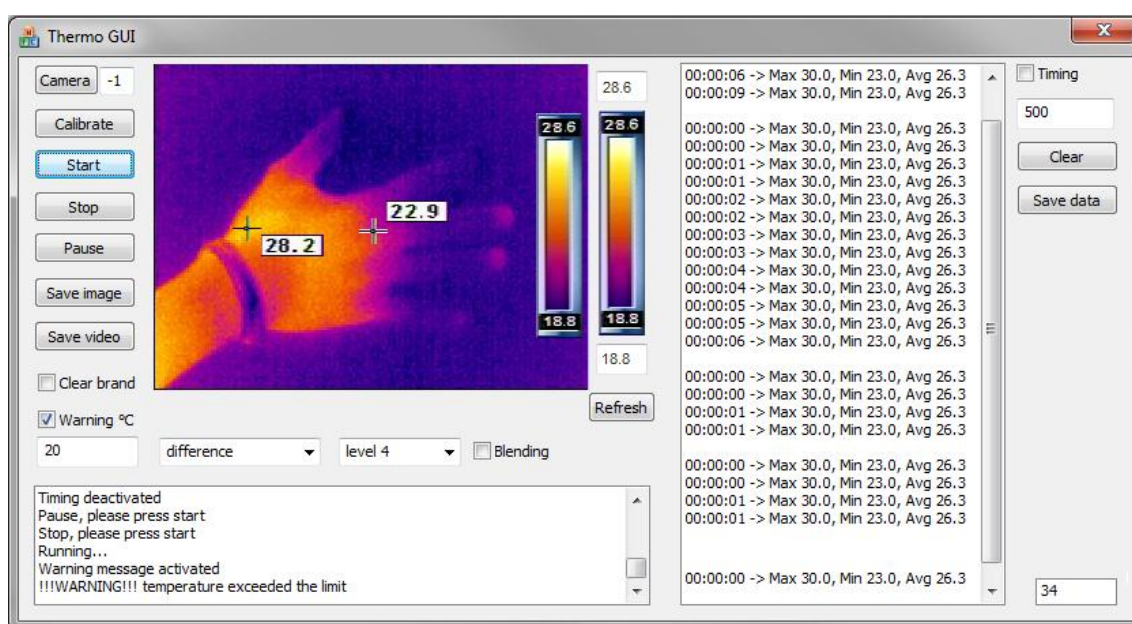 Thermo GUI
Camera -1
Calibrate
Start
Stop
Pause
Save image
Save video
Clear brand
Warning ºC
20
difference
level 4
Blending
28.2
22.9
28.6
18.8
28.6
28.6
18.8
18.8
Refresh
Timing deactivated
Pause, please press start
Stop, please press start
Running...
Warning message activated
!!!WARNING!!! temperature exceeded the limit
00:00:06 -> Max 30.0, Min 23.0, Avg 26.3
00:00:09 -> Max 30.0, Min 23.0, Avg 26.3
00:00:00 -> Max 30.0, Min 23.0, Avg 26.3
00:00:00 -> Max 30.0, Min 23.0, Avg 26.3
00:00:01 -> Max 30.0, Min 23.0, Avg 26.3
00:00:01 -> Max 30.0, Min 23.0, Avg 26.3
00:00:02 -> Max 30.0, Min 23.0, Avg 26.3
00:00:02 -> Max 30.0, Min 23.0, Avg 26.3
00:00:03 -> Max 30.0, Min 23.0, Avg 26.3
00:00:03 -> Max 30.0, Min 23.0, Avg 26.3
00:00:04 -> Max 30.0, Min 23.0, Avg 26.3
00:00:04 -> Max 30.0, Min 23.0, Avg 26.3
00:00:05 -> Max 30.0, Min 23.0, Avg 26.3
00:00:05 -> Max 30.0, Min 23.0, Avg 26.3
00:00:06 -> Max 30.0, Min 23.0, Avg 26.3
00:00:00 -> Max 30.0, Min 23.0, Avg 26.3
00:00:00 -> Max 30.0, Min 23.0, Avg 26.3
00:00:01 -> Max 30.0, Min 23.0, Avg 26.3
00:00:01 -> Max 30.0, Min 23.0, Avg 26.3
00:00:00 -> Max 30.0, Min 23.0, Avg 26.3
00:00:00 -> Max 30.0, Min 23.0, Avg 26.3
00:00:01 -> Max 30.0, Min 23.0, Avg 26.3
00:00:01 -> Max 30.0, Min 23.0, Avg 26.3
00:00:00 -> Max 30.0, Min 23.0, Avg 26.3
Timing
500
Clear
Save data
34